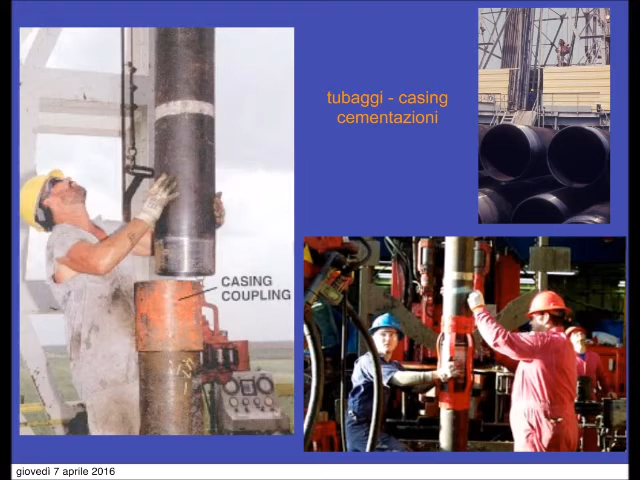 tubaggi - casing
cementazioni
CASING
COUPLING
giovedì 7 aprile 2016